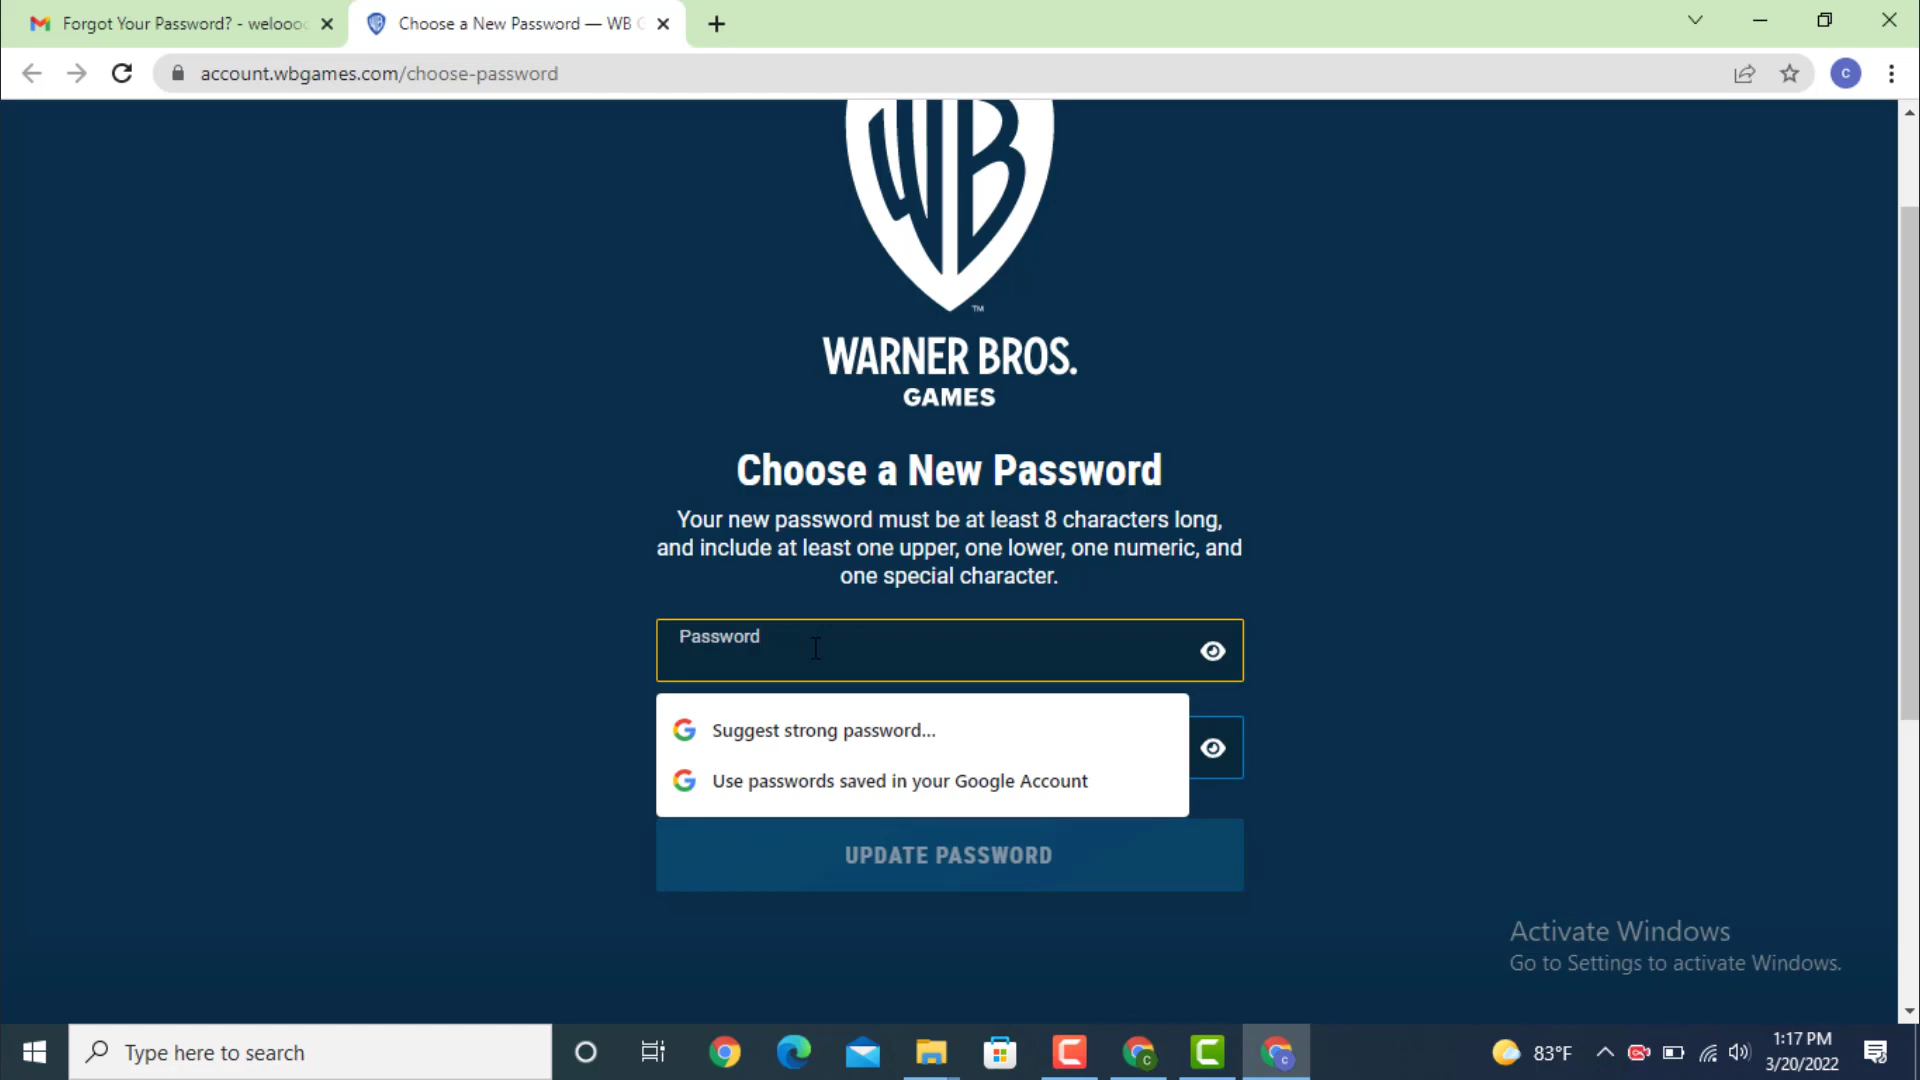 Forgot Your Password? - welooo
Choose a New Password — WB G
account.wbgames.com/choose-password
C
WB
TM
WARNER BROS.
GAMES
Choose a New Password
Your new password must be at least 8 characters long,
and include at least one upper, one lower, one numeric, and
one special character.
Password
Suggest strong password...
Use passwords saved in your Google Account
UPDATE PASSWORD
Activate Windows
Go to Settings to activate Windows.
Type here to search
83°F
1:17 PM
3/20/2022